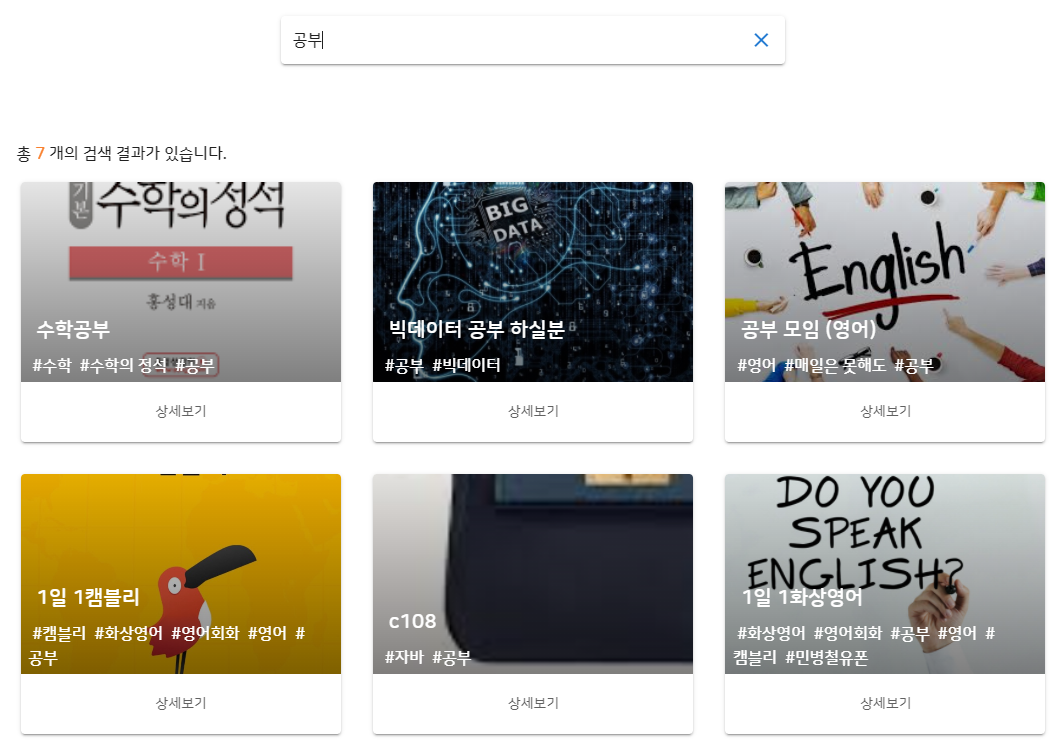 공부
총 7 개의 검색 결과가 있습니다.
기본
수학의 정석
수학 I
홍성대 지음
수학공부
#수학 #수학의 정석 #공부
상세보기
BIG
DATA
빅데이터 공부 하실분
#공부 #빅데이터
상세보기
English
공부 모임 (영어)
#영어 #매일은 못해도 #공부
상세보기
1일 1캠블리
#캠블리 #화상영어 #영어회화 #영어 #
공부
상세보기
c108
#자바 #공부
상세보기
DO YOU
SPEAK
ENGLISH?
1일 1화상영어
#화상영어 #영어회화 #공부 #영어 #
캠블리 #민병철유폰
상세보기